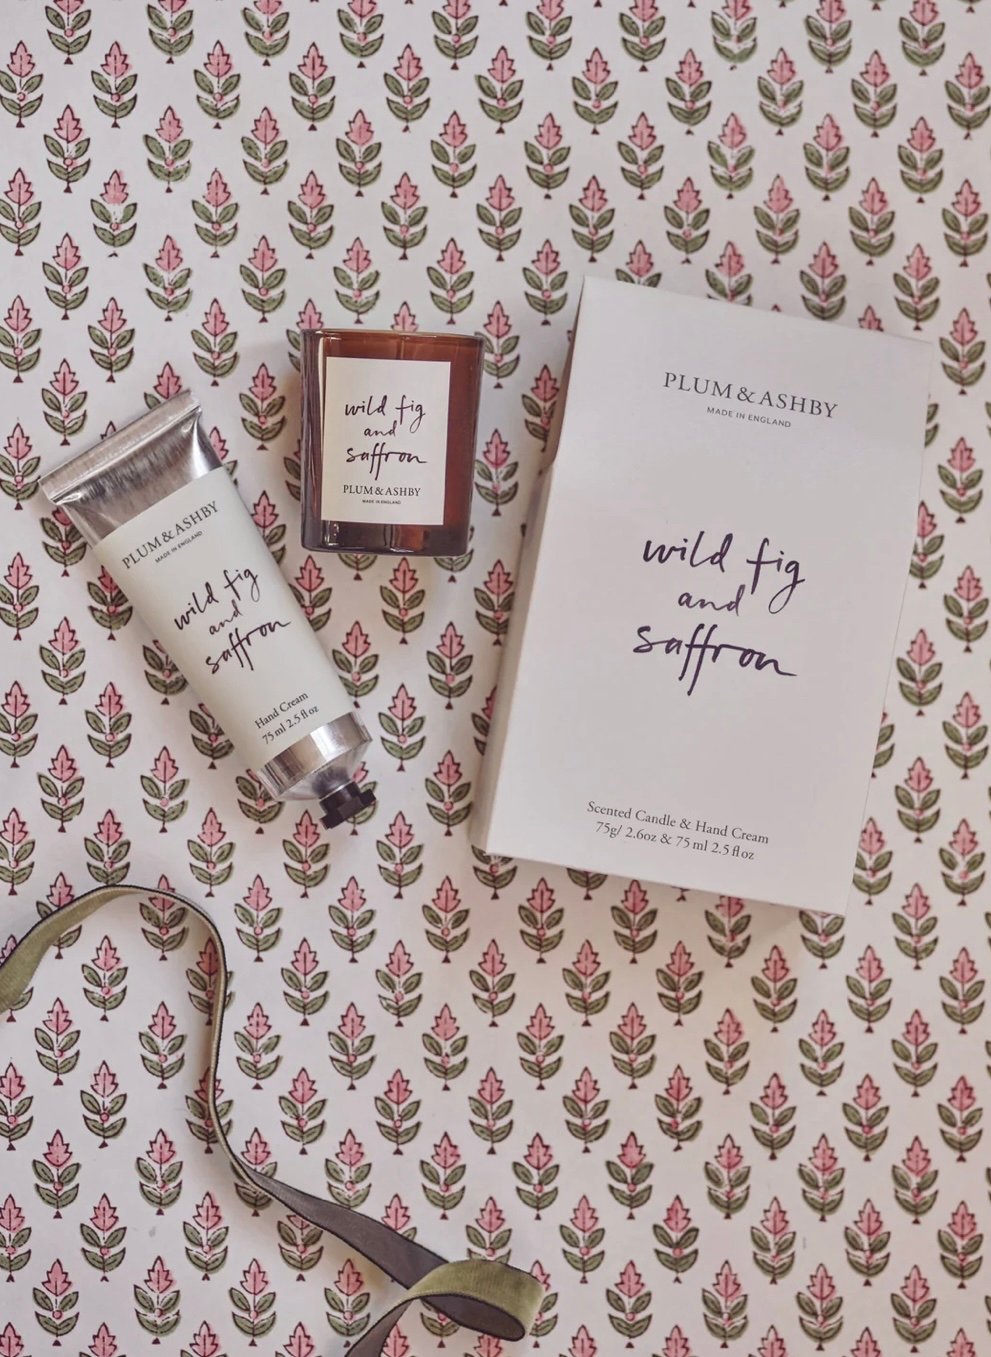 PLUM & ASHBY
MADE IN ENGLAND
wild fig
and
saffron
Hand Cream
75 ml 2.5 fl oz
wild fig
and
saffron
PLUM & ASHBY
MADE IN ENGLAND
PLUM & ASHBY
MADE IN ENGLAND
wild fig
and
saffron
Scented Candle & Hand Cream
75g/ 2.6oz & 75 ml 2.5 fl oz